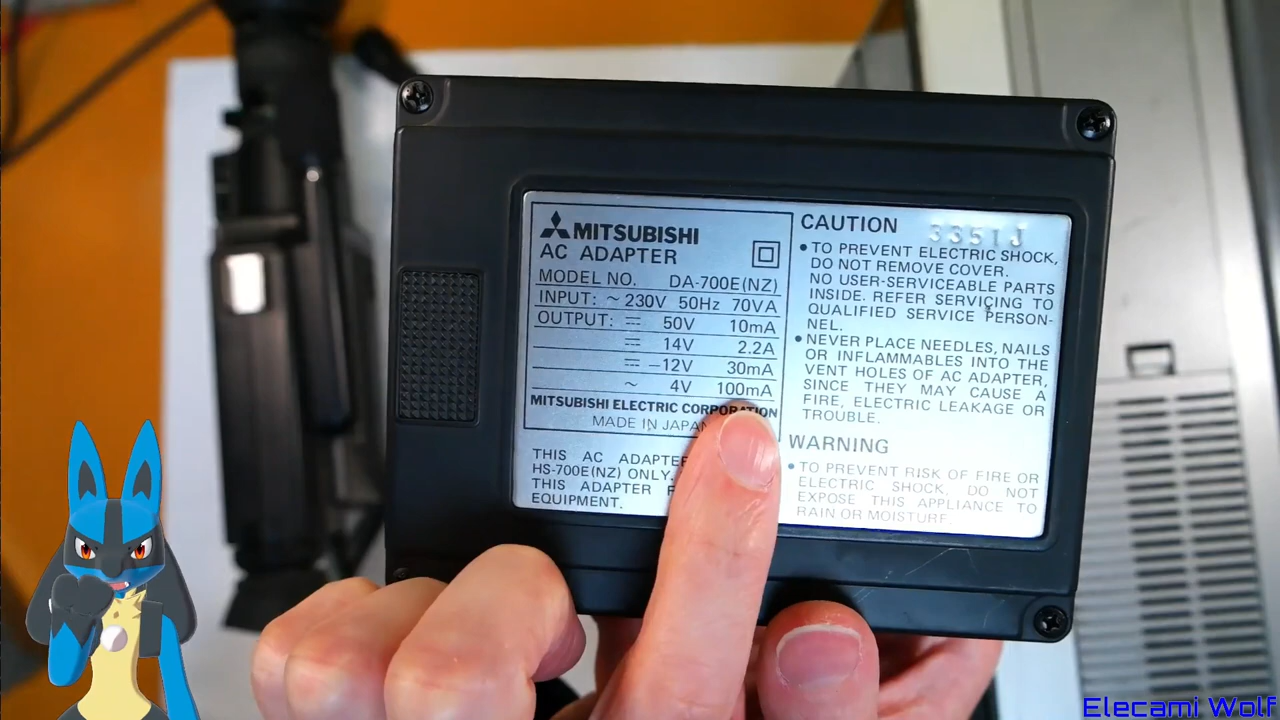 MITSUBISHI
AC ADAPTER
MODEL NO. DA-700E(NZ)
INPUT: ~ 230V 50Hz 70VA
OUTPUT: ⎓ 50V 10mA
⎓ 14V 2.2A
⎓ −12V 30mA
~ 4V 100mA
MITSUBISHI ELECTRIC CORPORATION
MADE IN JAPAN
THIS AC ADAPTER
HS-700E(NZ) ONLY.
THIS ADAPTER
EQUIPMENT.
CAUTION 3351J
• TO PREVENT ELECTRIC SHOCK,
DO NOT REMOVE COVER.
NO USER-SERVICEABLE PARTS
INSIDE. REFER SERVICING TO
QUALIFIED SERVICE PERSON-
NEL.
• NEVER PLACE NEEDLES, NAILS
OR INFLAMMABLES INTO THE
VENT HOLES OF AC ADAPTER,
SINCE THEY MAY CAUSE A
FIRE, ELECTRIC LEAKAGE OR
TROUBLE.
WARNING
• TO PREVENT RISK OF FIRE OR
ELECTRIC SHOCK, DO NOT
EXPOSE THIS APPLIANCE TO
RAIN OR MOISTURE.
Elecami Wolf